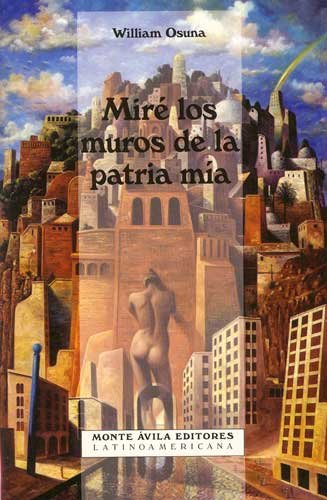 William Osuna
Miré los
muros de la
patria mía
MONTE ÁVILA EDITORES
LATINOAMERICANA